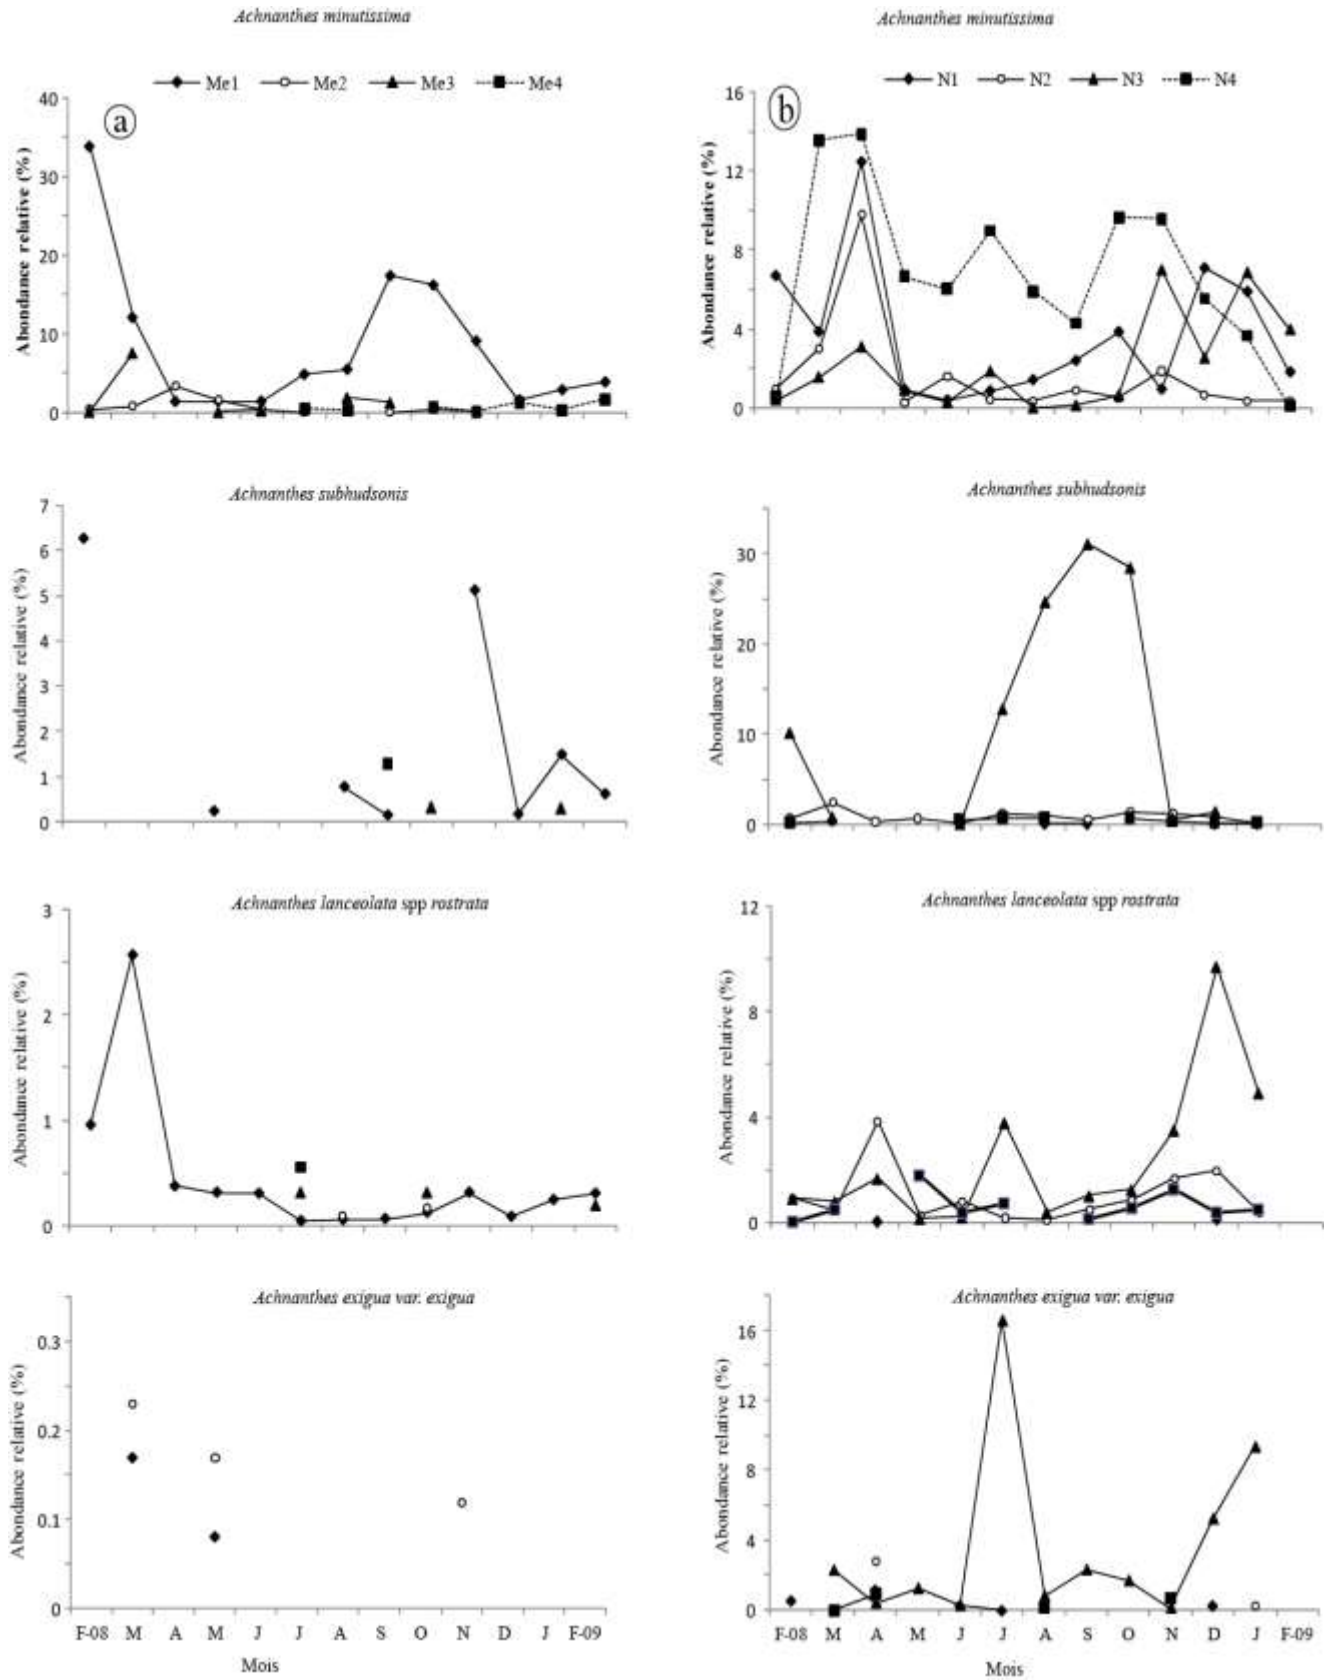 Achnanthes minutissima
Me1 Me2 Me3 Me4
a
Abondance relative (%)
40
30
20
10
0
Achnanthes minutissima
N1 N2 N3 N4
b
Abondance relative (%)
16
12
8
4
0
Achnanthes subhudsonis
Abondance relative (%)
7
6
5
4
3
2
1
0
Achnanthes subhudsonis
Abondance relative (%)
30
20
10
0
Achnanthes lanceolata spp rostrata
Abondance relative (%)
3
2
1
0
Achnanthes lanceolata spp rostrata
Abondance relative (%)
12
8
4
0
Achnanthes exigua var. exigua
Abondance relative (%)
0.3
0.2
0.1
0
F-08 M A M J J A S O N D J F-09
Mois
Achnanthes exigua var. exigua
Abondance relative (%)
16
12
8
4
0
F-08 M A M J J A S O N D J F-09
Mois